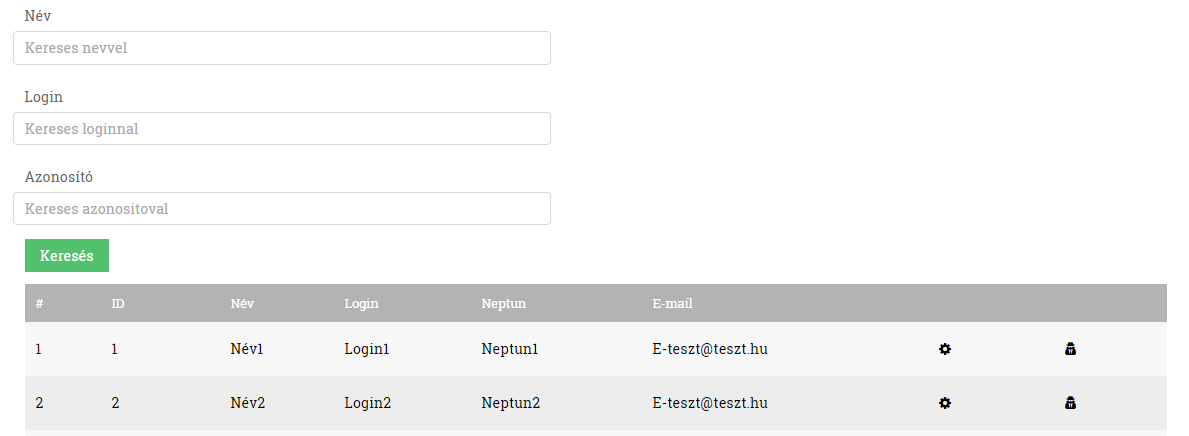 Név
Kereses nevvel
Login
Kereses loginnal
Azonosító
Kereses azonositoval
Keresés
# ID Név Login Neptun E-mail
1 1 Név1 Login1 Neptun1 E-teszt@teszt.hu
2 2 Név2 Login2 Neptun2 E-teszt@teszt.hu